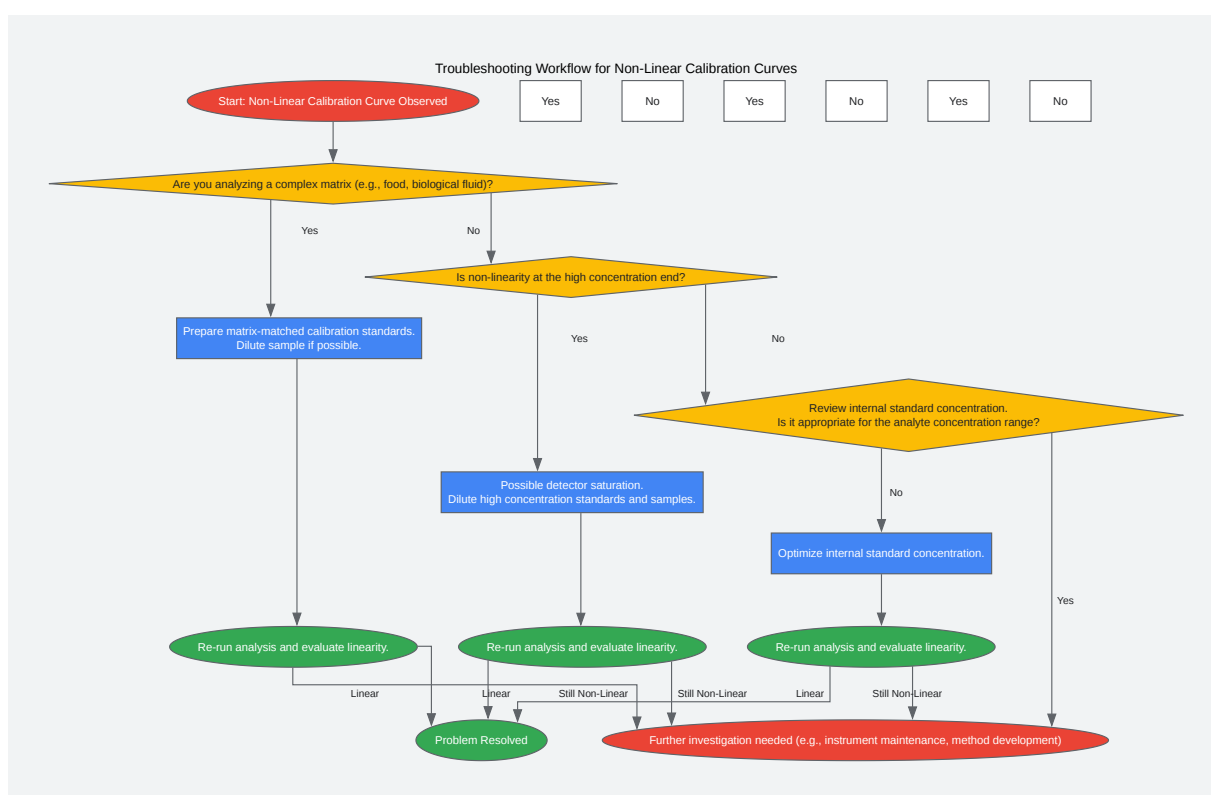 Troubleshooting Workflow for Non-Linear Calibration Curves
Start: Non-Linear Calibration Curve Observed
Yes
No
Yes
No
Yes
No
Are you analyzing a complex matrix (e.g., food, biological fluid)?
Yes
No
Is non-linearity at the high concentration end?
Prepare matrix-matched calibration standards.
Dilute sample if possible.
Yes
No
Review internal standard concentration.
Is it appropriate for the analyte concentration range?
Possible detector saturation.
Dilute high concentration standards and samples.
No
Optimize internal standard concentration.
Yes
Re-run analysis and evaluate linearity.
Re-run analysis and evaluate linearity.
Re-run analysis and evaluate linearity.
Linear
Linear
Still Non-Linear
Still Non-Linear
Linear
Still Non-Linear
Problem Resolved
Further investigation needed (e.g., instrument maintenance, method development)